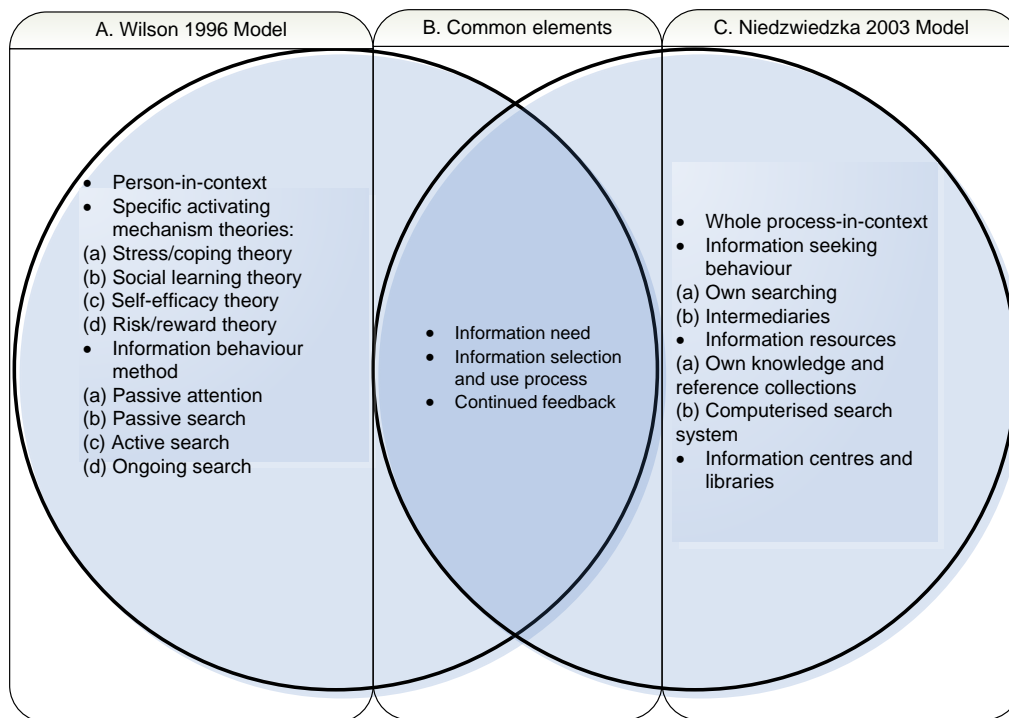 A. Wilson 1996 Model
B. Common elements
C. Niedzwiedzka 2003 Model
• Person-in-context
• Specific activating
mechanism theories:
(a) Stress/coping theory
(b) Social learning theory
(c) Self-efficacy theory
(d) Risk/reward theory
• Information behaviour
method
(a) Passive attention
(b) Passive search
(c) Active search
(d) Ongoing search
• Information need
• Information selection
and use process
• Continued feedback
• Whole process-in-context
• Information seeking
behaviour
(a) Own searching
(b) Intermediaries
• Information resources
(a) Own knowledge and
reference collections
(b) Computerised search
system
• Information centres and
libraries